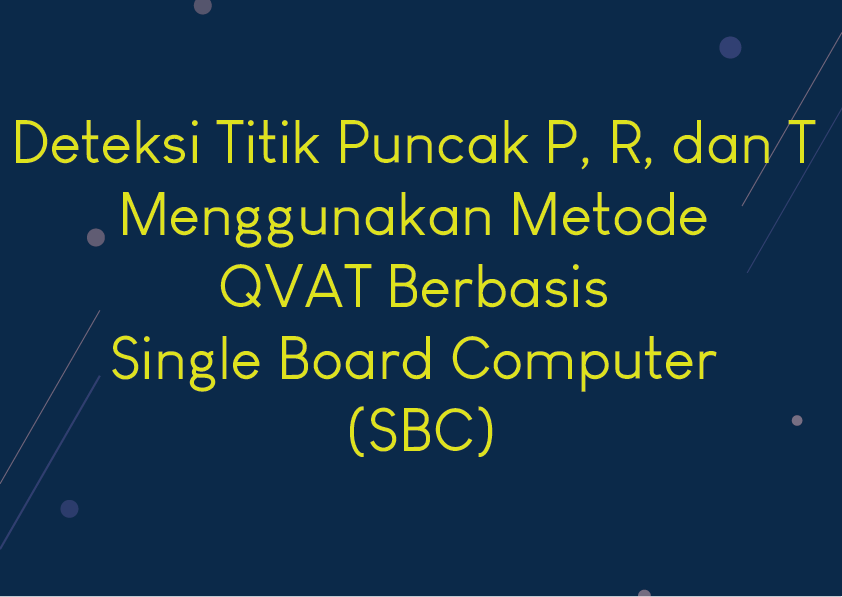 Deteksi Titik Puncak P, R, dan T
Menggunakan Metode
QVAT Berbasis
Single Board Computer
(SBC)